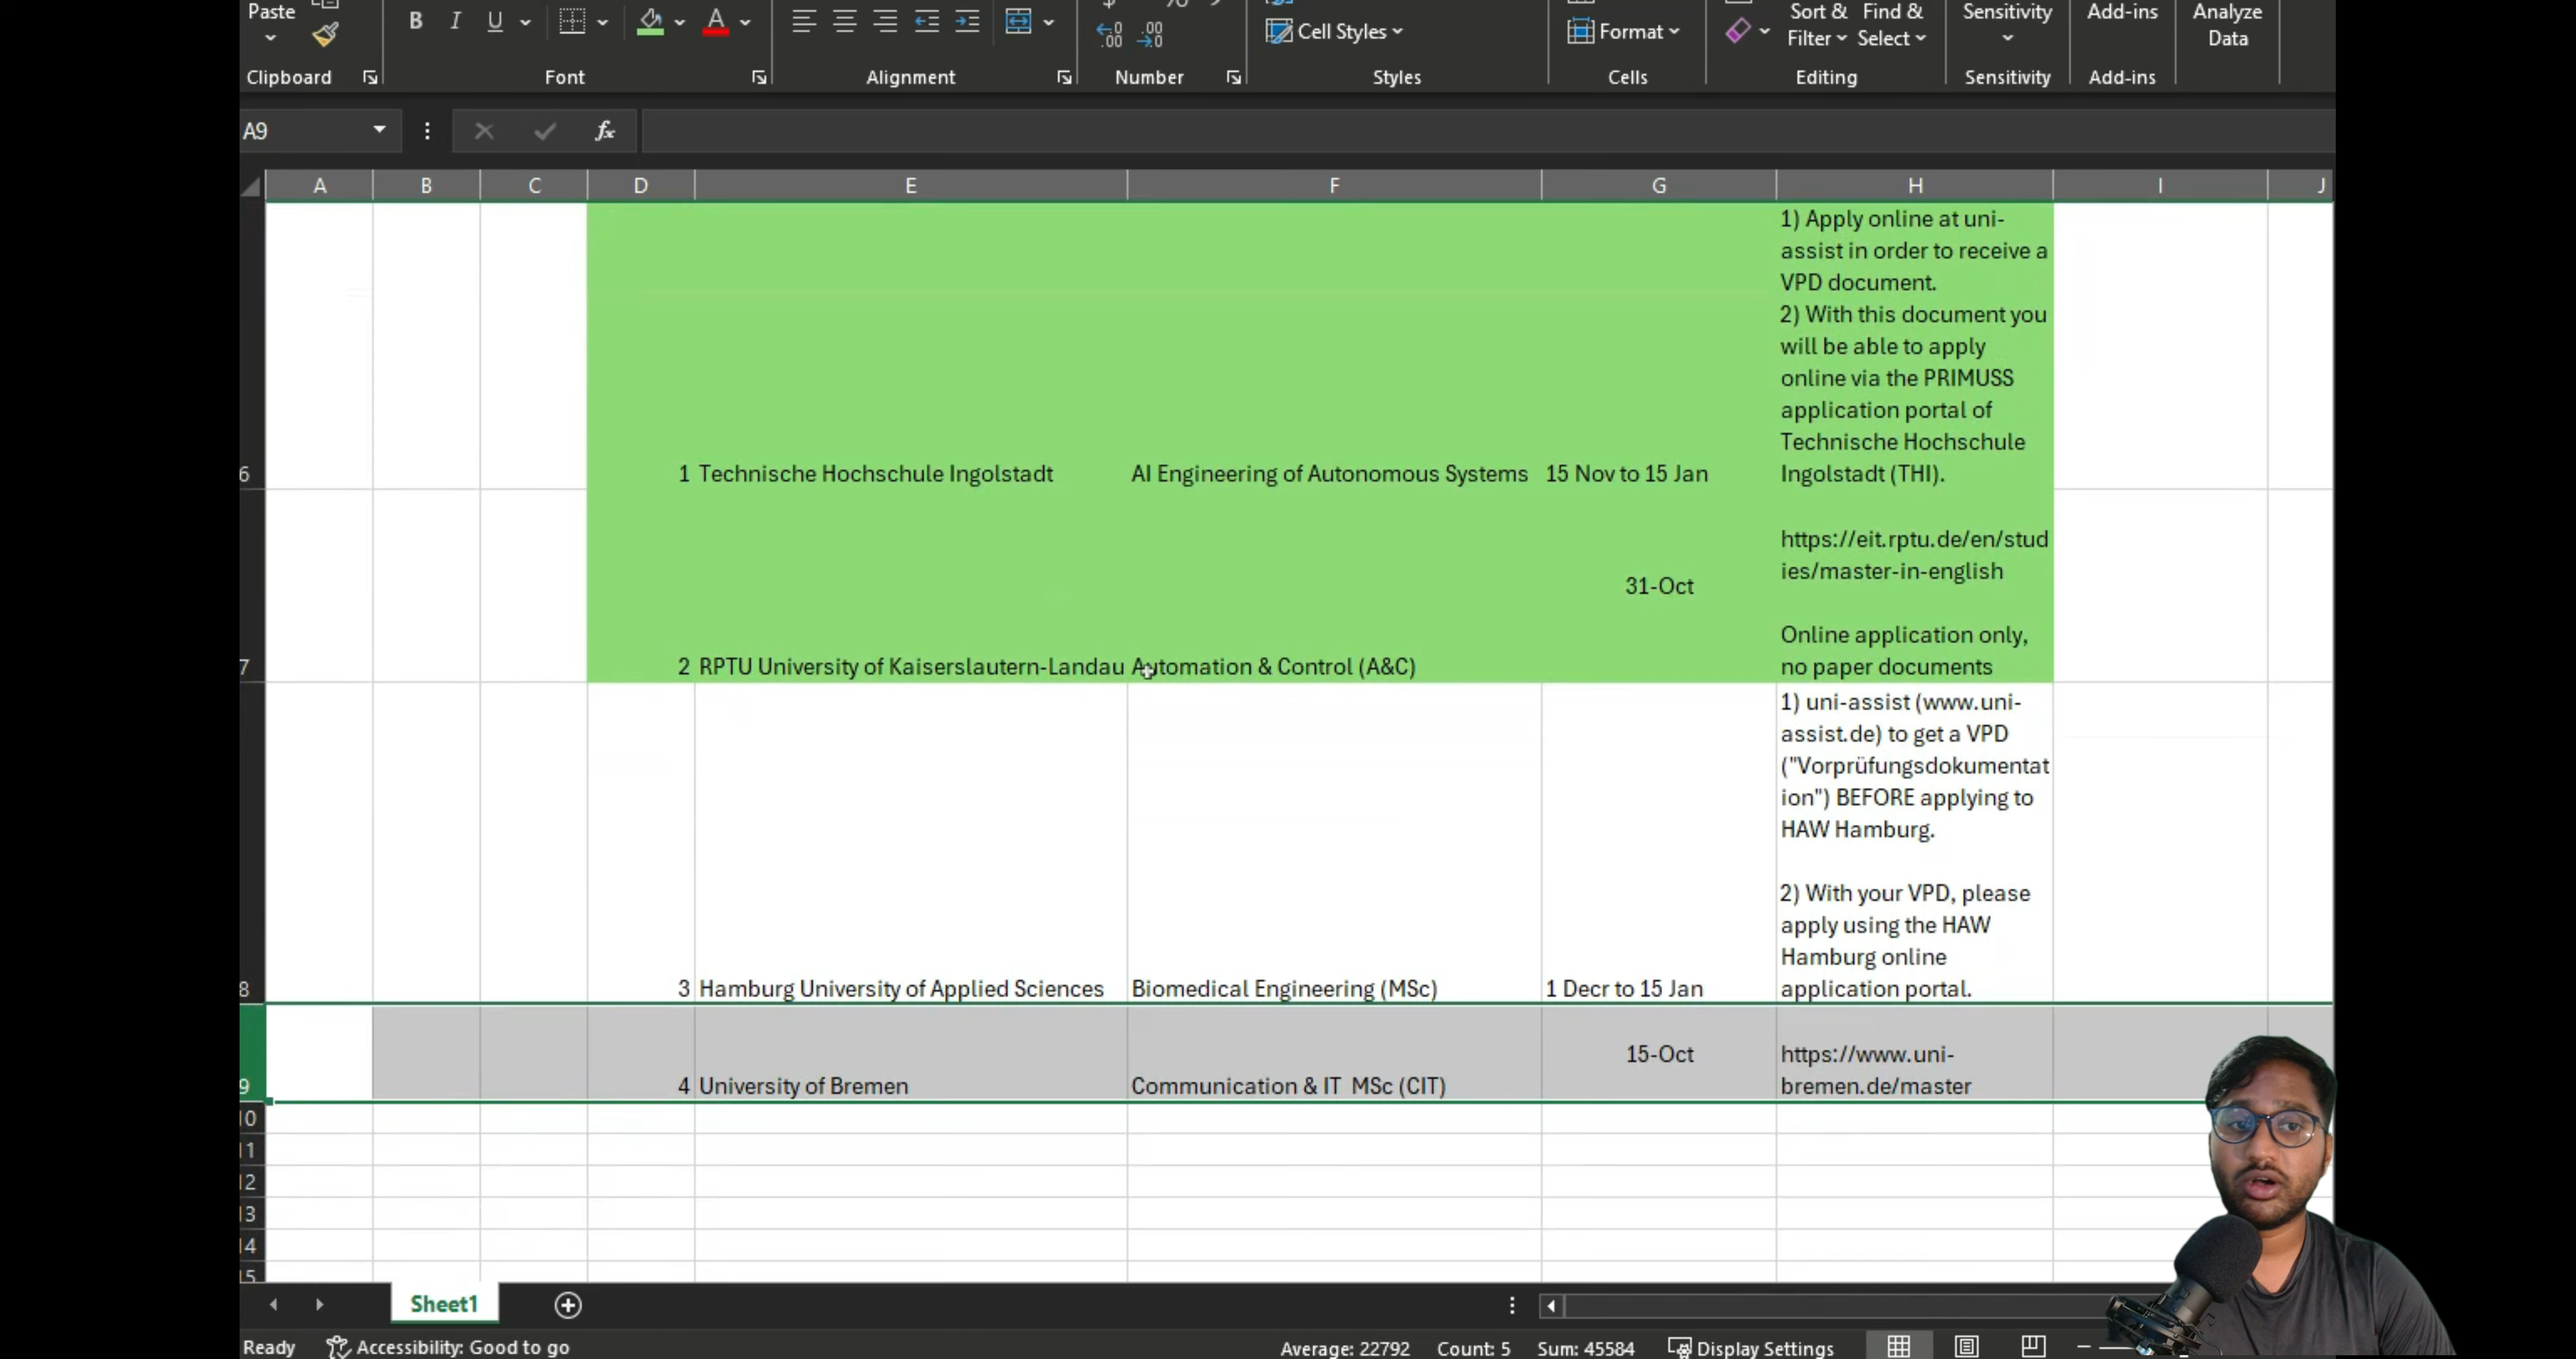 Paste
B I U
A
$ %
.00
.00
Cell Styles
Format
Sort & Find &
Filter Select
Sensitivity
Add-ins
Analyze
Data
Clipboard Font Alignment Number Styles Cells Editing Sensitivity Add-ins
A9
fx
A B C D E F G H I J
1) Apply online at uni-
assist in order to receive a
VPD document.
2) With this document you
will be able to apply
online via the PRIMUSS
application portal of
Technische Hochschule
6 1 Technische Hochschule Ingolstadt AI Engineering of Autonomous Systems 15 Nov to 15 Jan Ingolstadt (THI).
https://eit.rptu.de/en/stud
ies/master-in-english
31-Oct
Online application only,
7 2 RPTU University of Kaiserslautern-Landau Automation & Control (A&C) no paper documents
1) uni-assist (www.uni-
assist.de) to get a VPD
("Vorprüfungsdokumentat
ion") BEFORE applying to
HAW Hamburg.
2) With your VPD, please
apply using the HAW
Hamburg online
8 3 Hamburg University of Applied Sciences Biomedical Engineering (MSc) 1 Decr to 15 Jan application portal.
15-Oct https://www.uni-
9 4 University of Bremen Communication & IT MSc (CIT) bremen.de/master
10
11
12
13
14
15
Sheet1
Ready Accessibility: Good to go Average: 22792 Count: 5 Sum: 45584 Display Settings